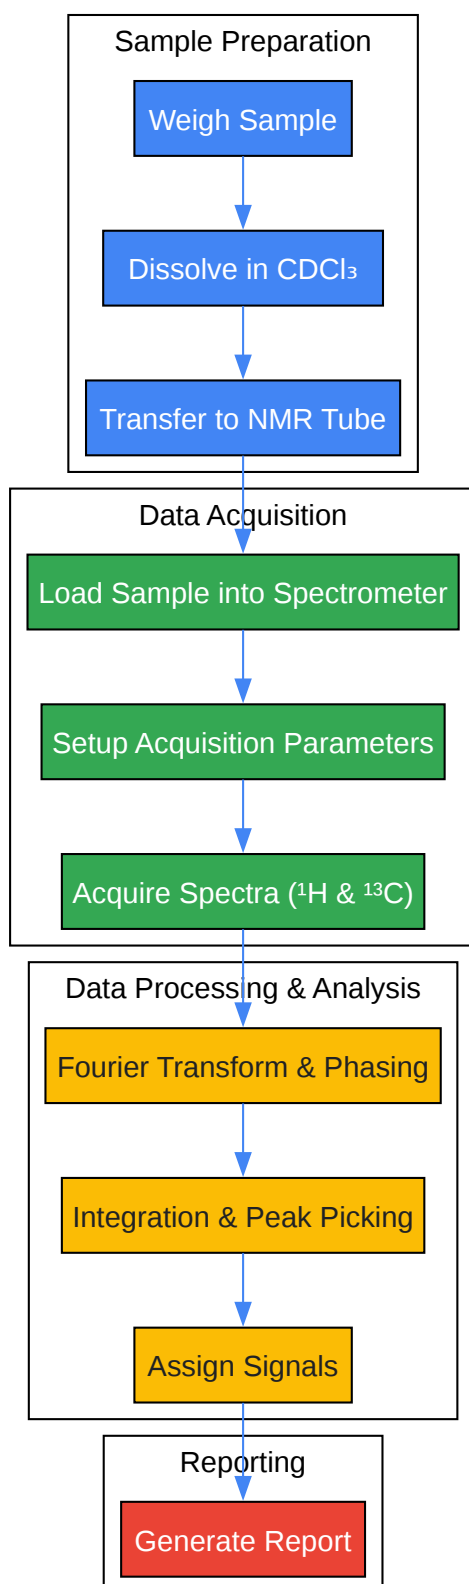 Sample Preparation
Weigh Sample
Dissolve in CDCl₃
Transfer to NMR Tube
Data Acquisition
Load Sample into Spectrometer
Setup Acquisition Parameters
Acquire Spectra (¹H & ¹³C)
Data Processing & Analysis
Fourier Transform & Phasing
Integration & Peak Picking
Assign Signals
Reporting
Generate Report